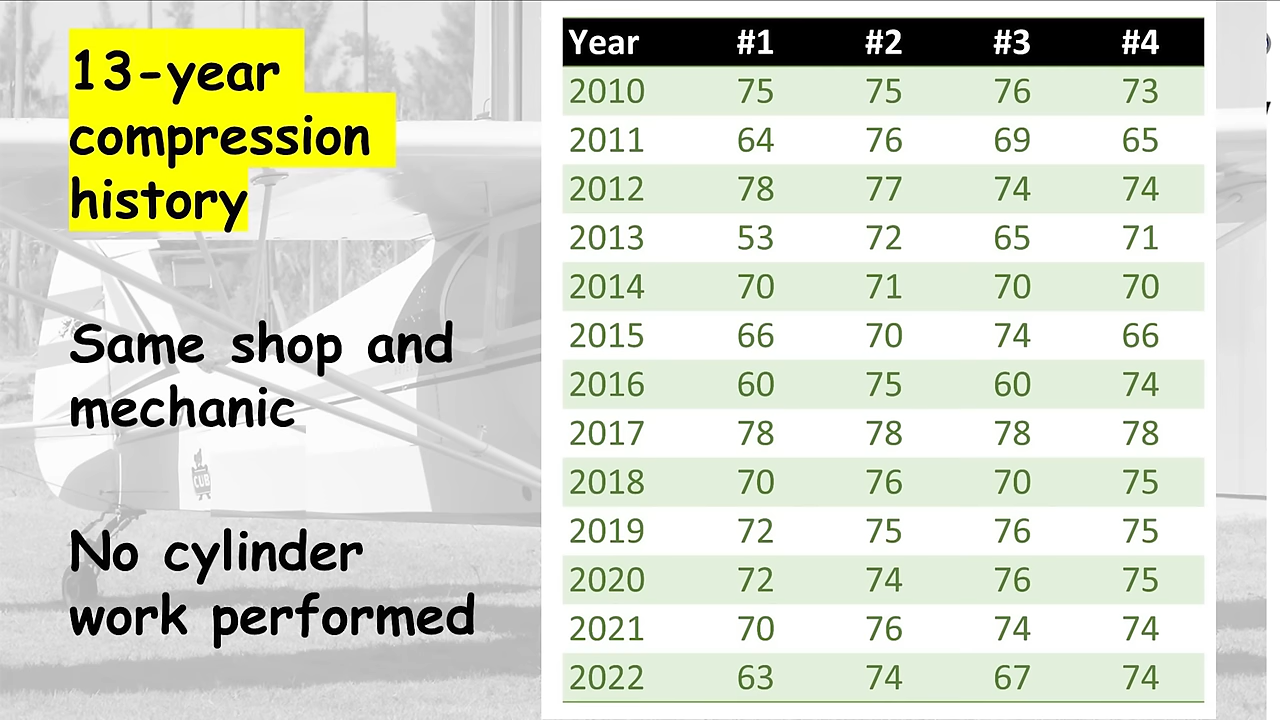 13-year
compression
history
Same shop and
mechanic
No cylinder
work performed
CUB
Year #1 #2 #3 #4
2010 75 75 76 73
2011 64 76 69 65
2012 78 77 74 74
2013 53 72 65 71
2014 70 71 70 70
2015 66 70 74 66
2016 60 75 60 74
2017 78 78 78 78
2018 70 76 70 75
2019 72 75 76 75
2020 72 74 76 75
2021 70 76 74 74
2022 63 74 67 74